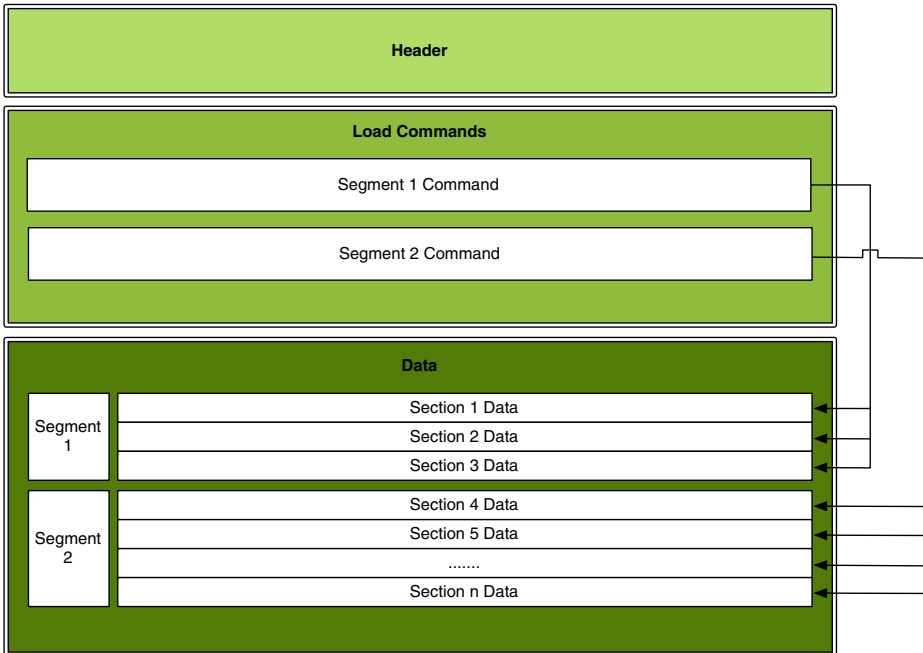 Header
Load Commands
Segment 1 Command
Segment 2 Command
Data
Segment
1
Section 1 Data
Section 2 Data
Section 3 Data
Segment
2
Section 4 Data
Section 5 Data
.......
Section n Data